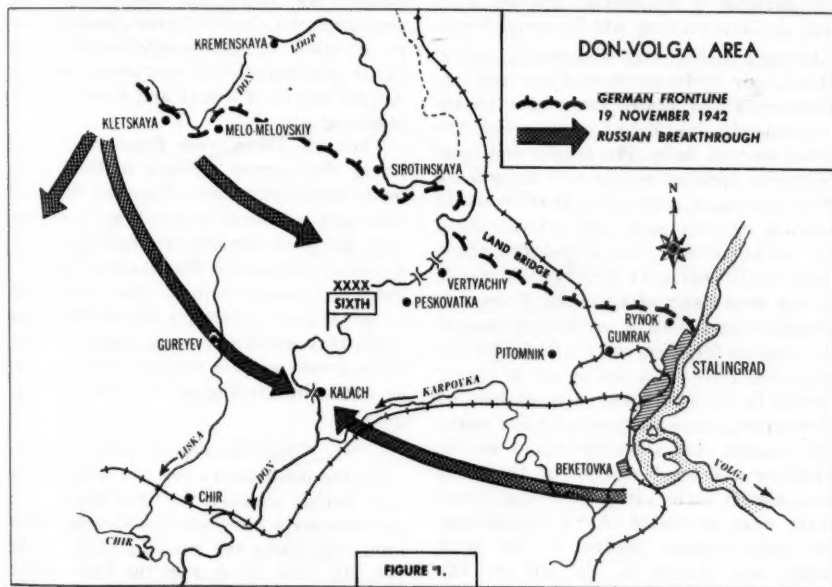 DON-VOLGA AREA
GERMAN FRONTLINE
19 NOVEMBER 1942
RUSSIAN BREAKTHROUGH
KREMENSKAYA
LOOP
DON
KLETSKAYA
MELO-MELOVSKIY
SIROTINSKAYA
N
LAND BRIDGE
XXXX
SIXTH
VERTYACHIY
PESKOVATKA
RYNOK
GUMRAK
PITOMNIK
STALINGRAD
GUREYEV
KALACH
KARPOVKA
LISKA
DON
BEKETOVKA
VOLGA
CHIR
CHIR
FIGURE 1.